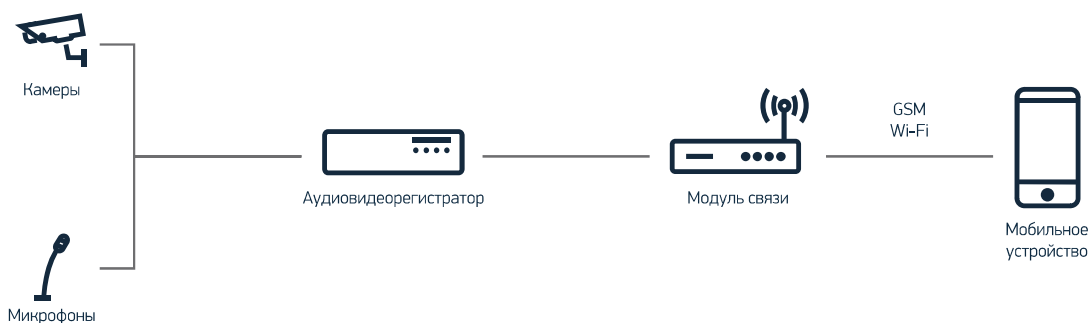 Камеры
Микрофоны
Аудиовидеорегистратор
Модуль связи
GSM
Wi-Fi
Мобильное
устройство